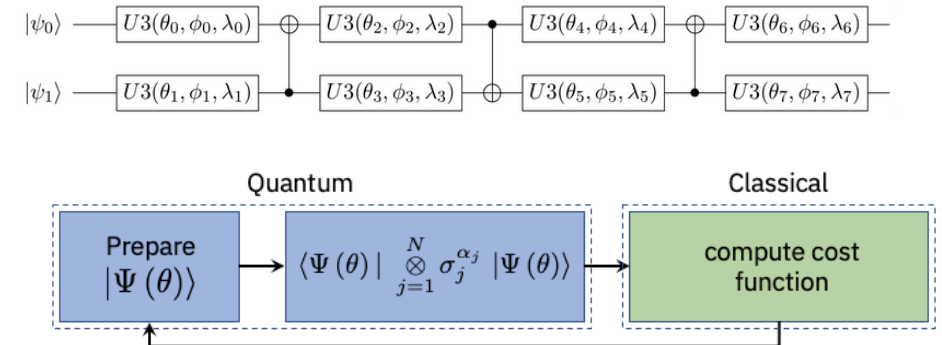 |ψ₀⟩ U3(θ₀, ϕ₀, λ₀) U3(θ₂, ϕ₂, λ₂) U3(θ₄, ϕ₄, λ₄) U3(θ₆, ϕ₆, λ₆)
|ψ₁⟩ U3(θ₁, ϕ₁, λ₁) U3(θ₃, ϕ₃, λ₃) U3(θ₅, ϕ₅, λ₅) U3(θ₇, ϕ₇, λ₇)
Quantum Classical
Prepare
|Ψ (θ)⟩
⟨Ψ (θ) | N ⊗ j=1 σⱼ^αⱼ |Ψ (θ)⟩
compute cost
function